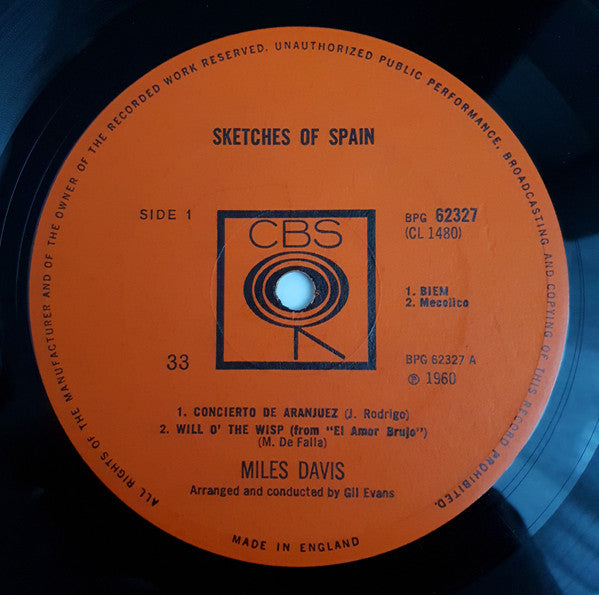 ALL RIGHTS OF THE MANUFACTURER AND OF THE OWNER OF THE RECORDED WORK RESERVED. UNAUTHORIZED PUBLIC PERFORMANCE, BROADCASTING AND COPYING OF THIS RECORD PROHIBITED.
SKETCHES OF SPAIN
SIDE 1
CBS
BPG 62327
(CL 1480)
1. BIEM
2. Mecolico
33
BPG 62327 A
℗ 1960
1. CONCIERTO DE ARANJUEZ (J. Rodrigo)
2. WILL O' THE WISP (from "El Amor Brujo")
(M. De Falla)
MILES DAVIS
Arranged and conducted by Gil Evans
MADE IN ENGLAND